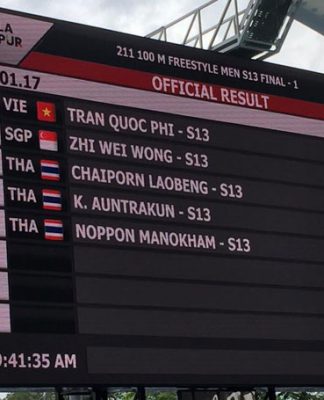 LA
PUR
211 100 M FREESTYLE MEN S13 FINAL - 1
01.17 OFFICIAL RESULT
VIE TRAN QUOC PHI - S13
SGP ZHI WEI WONG - S13
THA CHAIPORN LAOBENG - S13
THA K. AUNTRAKUN - S13
THA NOPPON MANOKHAM - S13
:41:35 AM